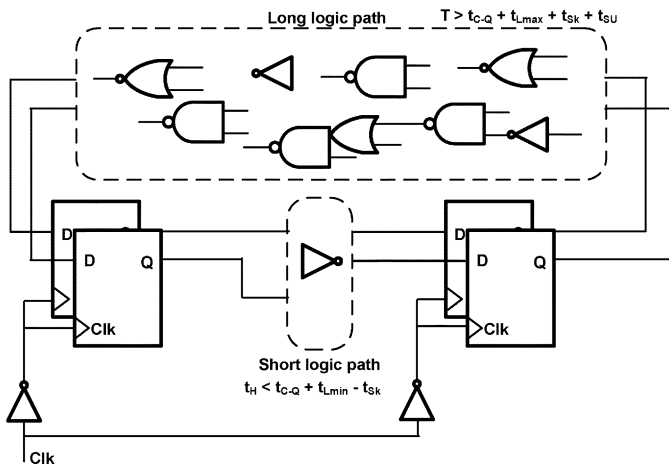 Long logic path T > tC-Q + tLmax + tSk + tSU
D D
D Q D Q
Clk Clk
Short logic path
tH < tC-Q + tLmin - tSk
Clk